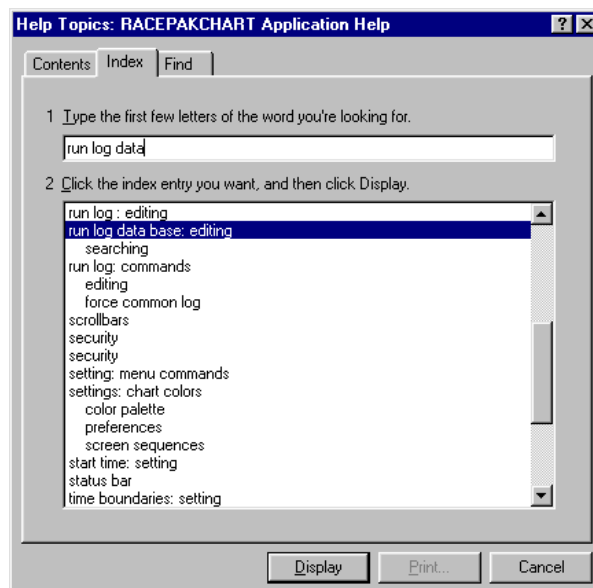 Help Topics: RACEPAKCHART Application Help
Contents Index Find
1 Type the first few letters of the word you're looking for.
run log data
2 Click the index entry you want, and then click Display.
run log : editing
run log data base: editing
searching
run log: commands
editing
force common log
scrollbars
security
security
setting: menu commands
settings: chart colors
color palette
preferences
screen sequences
start time: setting
status bar
time boundaries: setting
Display Print... Cancel